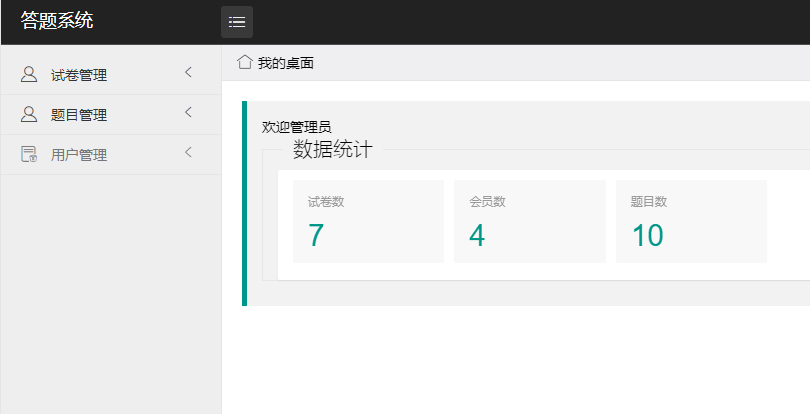 答题系统
试卷管理
题目管理
用户管理
我的桌面
欢迎管理员
数据统计
试卷数
7
会员数
4
题目数
10